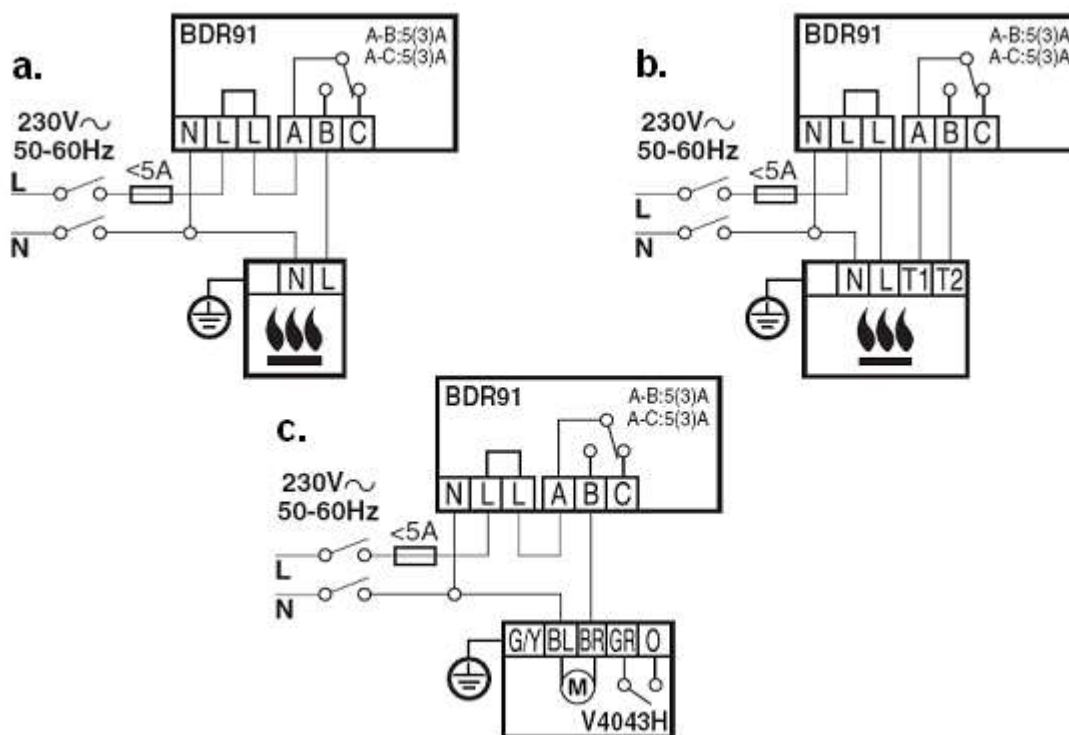 a.
BDR91
A-B:5(3)A
A-C:5(3)A
N L L A B C
230V~
50-60Hz
<5A
L
N
N L
b.
BDR91
A-B:5(3)A
A-C:5(3)A
N L L A B C
230V~
50-60Hz
<5A
L
N
N L T1 T2
c.
BDR91
A-B:5(3)A
A-C:5(3)A
N L L A B C
230V~
50-60Hz
<5A
L
N
G/Y BL BR GR O
M
V4043H